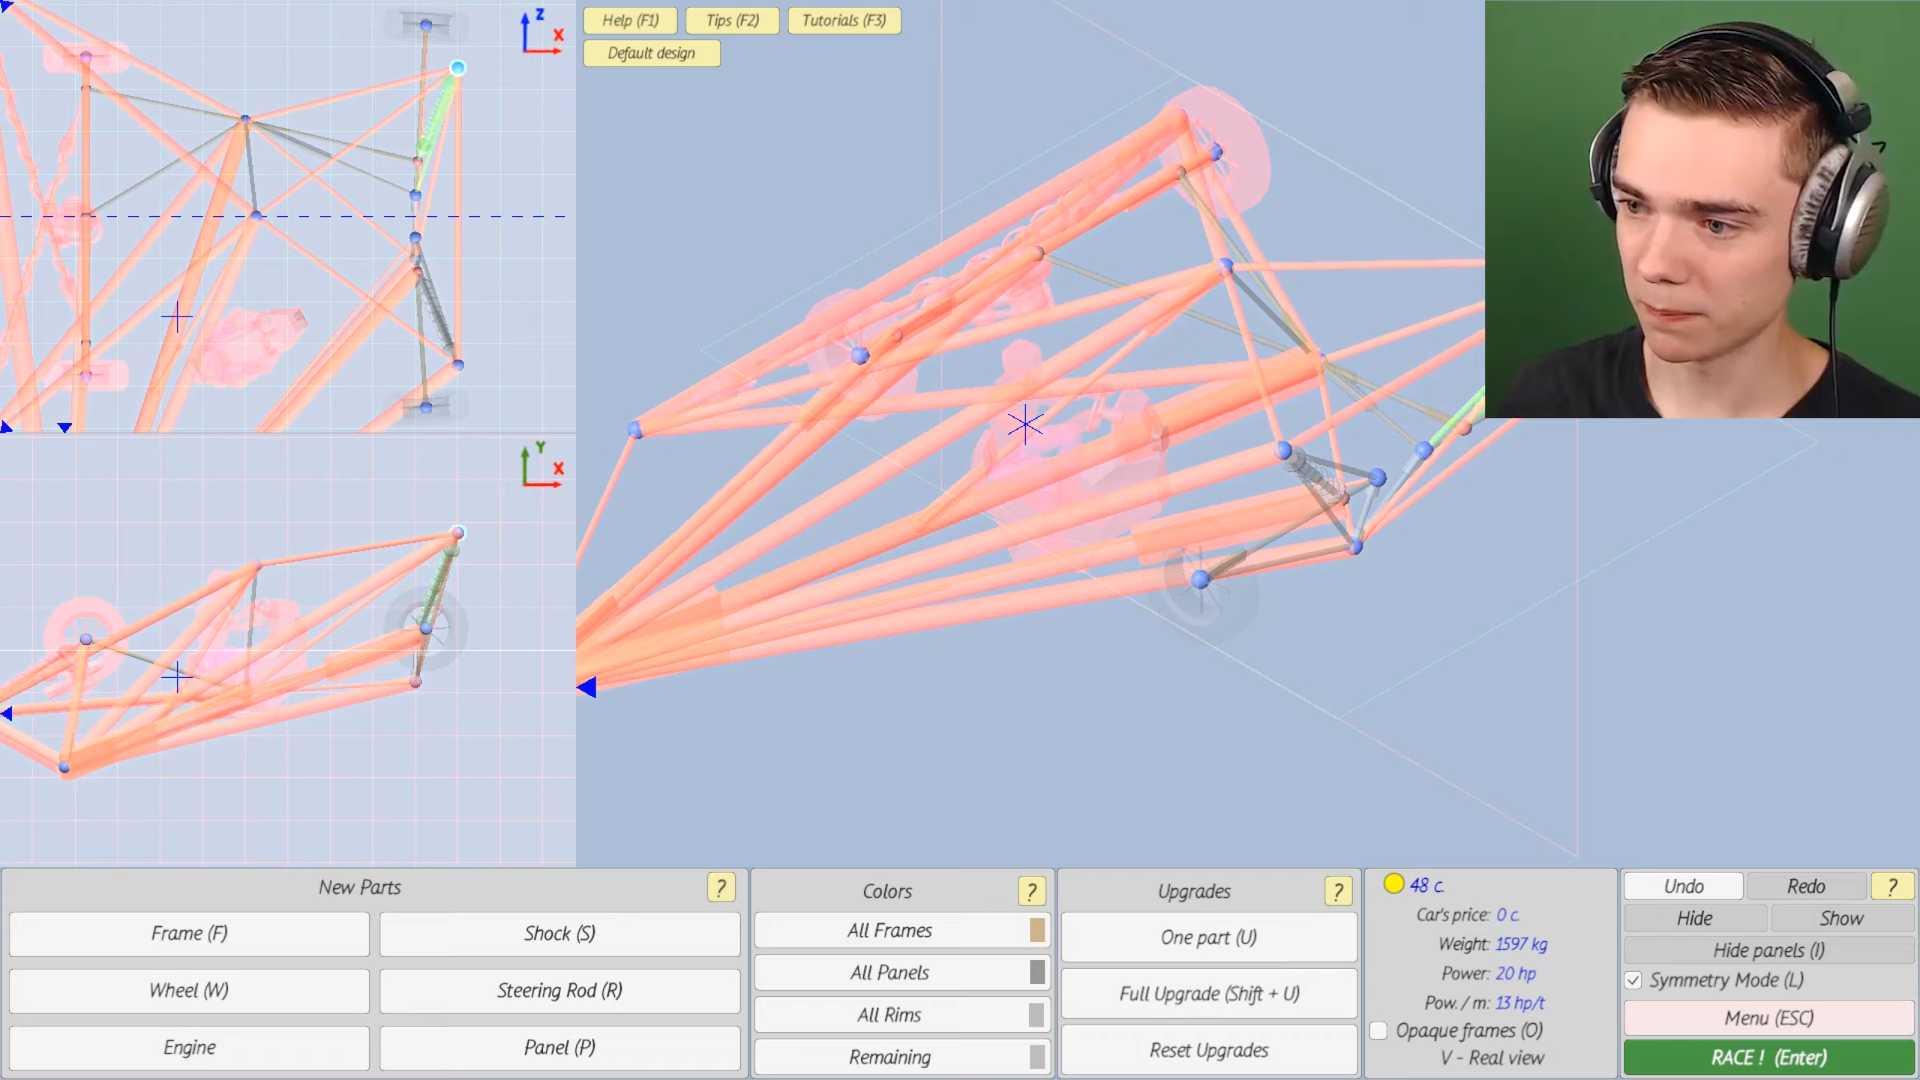 Z
X
Help (F1)
Tips (F2)
Tutorials (F3)
Default design
Y
X
New Parts
?
Frame (F)
Shock (S)
Wheel (W)
Steering Rod (R)
Engine
Panel (P)
Colors
?
All Frames
All Panels
All Rims
Remaining
Upgrades
?
One part (U)
Full Upgrade (Shift + U)
Reset Upgrades
48 c.
Car's price: 0 c.
Weight: 1597 kg
Power: 20 hp
Pow. / m: 13 hp/t
Opaque frames (O)
V - Real view
Undo
Redo
?
Hide
Show
Hide panels (I)
Symmetry Mode (L)
Menu (ESC)
RACE ! (Enter)